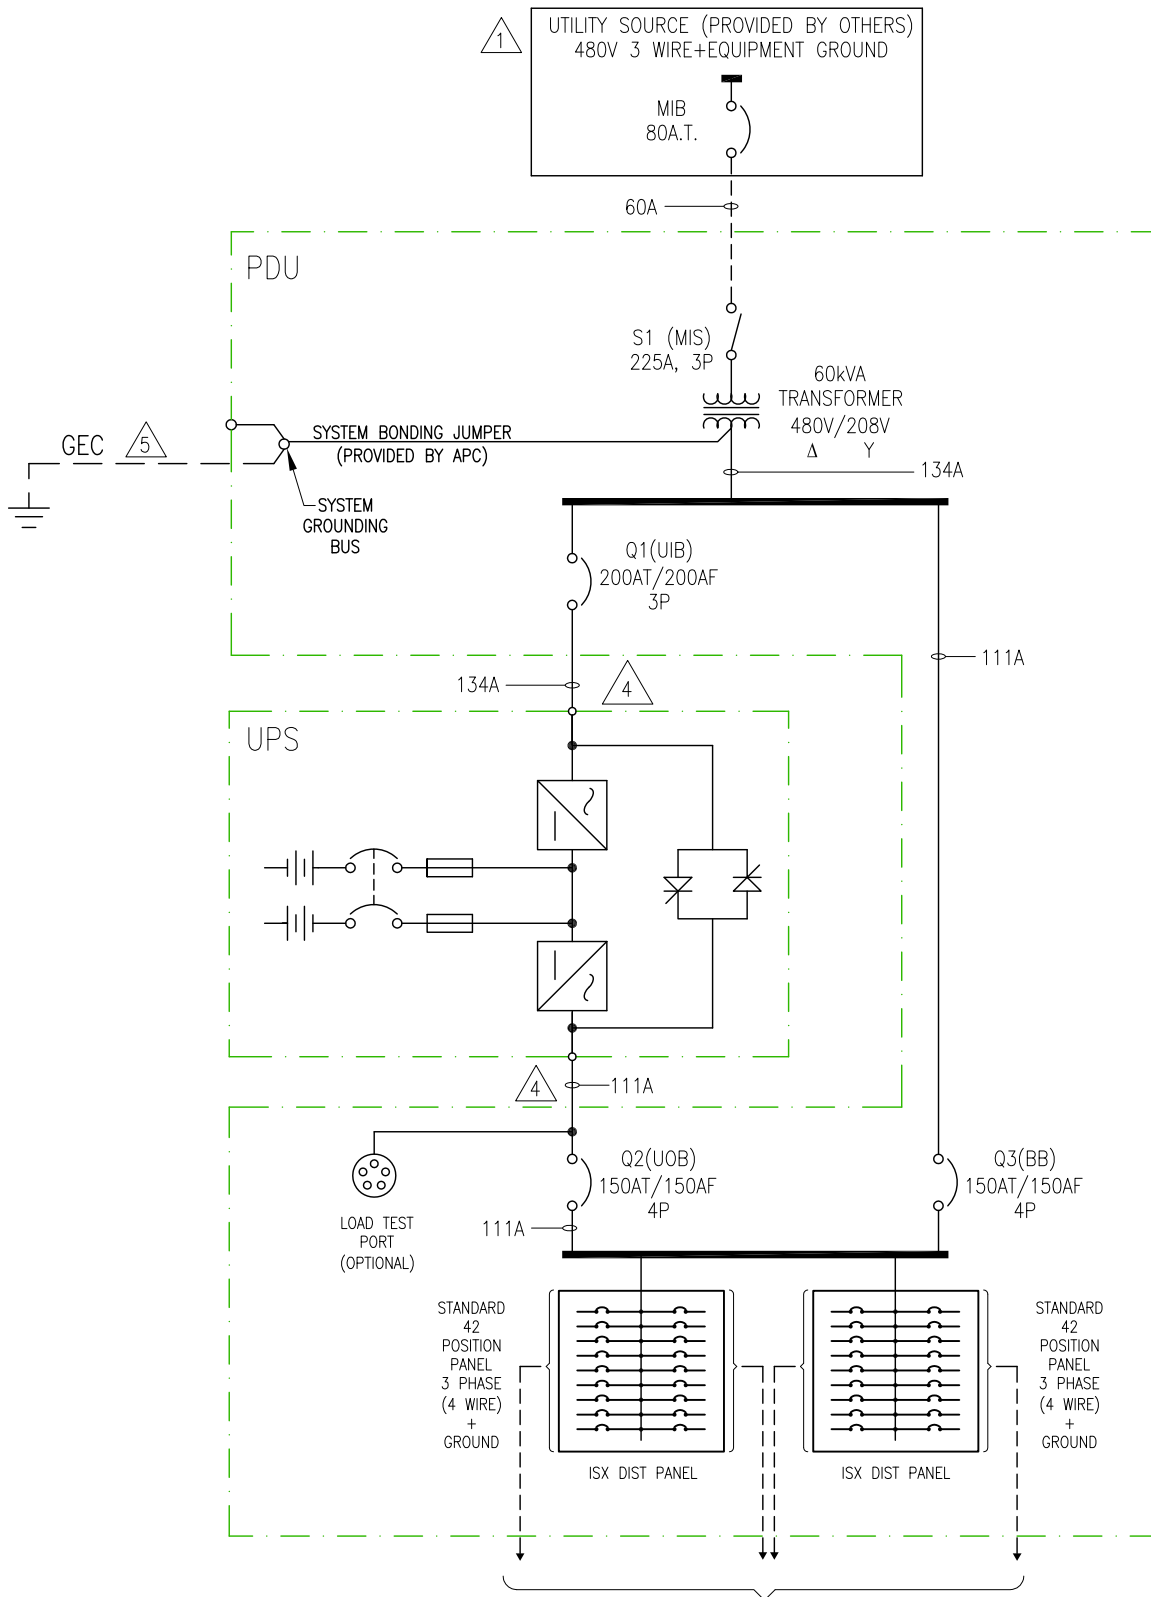 UTILITY SOURCE (PROVIDED BY OTHERS)
480V 3 WIRE+EQUIPMENT GROUND
1
MIB
80A.T.
60A
PDU
S1 (MIS)
225A, 3P
60kVA
TRANSFORMER
480V/208V
Δ Y
GEC
5
SYSTEM BONDING JUMPER
(PROVIDED BY APC)
134A
SYSTEM
GROUNDING
BUS
Q1(UIB)
200AT/200AF
3P
111A
134A
4
UPS
4
111A
Q2(UOB)
150AT/150AF
4P
Q3(BB)
150AT/150AF
4P
LOAD TEST
PORT
(OPTIONAL)
111A
STANDARD
42
POSITION
PANEL
3 PHASE
(4 WIRE)
+
GROUND
STANDARD
42
POSITION
PANEL
3 PHASE
(4 WIRE)
+
GROUND
ISX DIST PANEL
ISX DIST PANEL